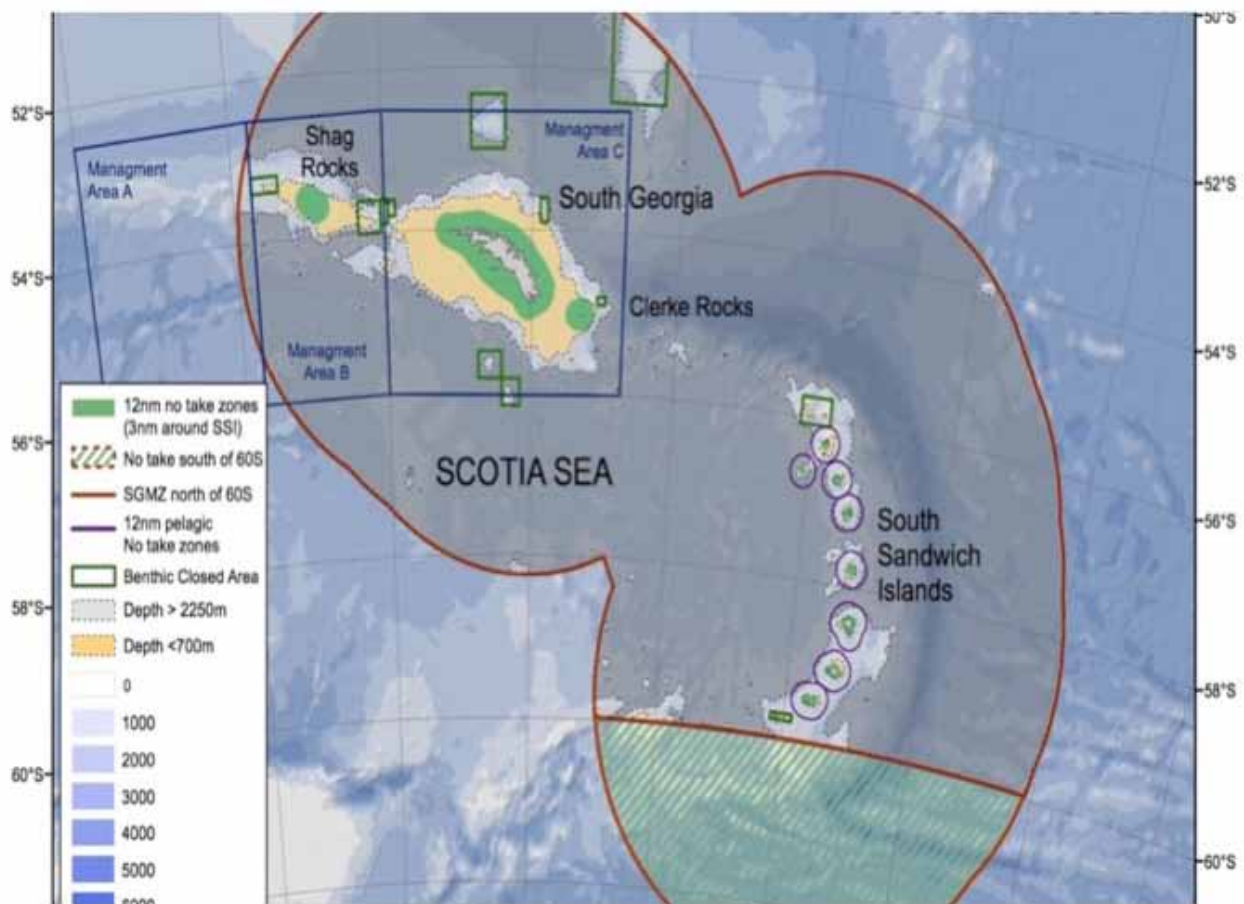 50°S
52°S
Shag
Rocks
Managment
Area C
Managment
Area A
South Georgia
52°S
54°S
Clerke Rocks
Managment
Area B
54°S
12nm no take zones
(3nm around SSI)
No take south of 60S
56°S
SCOTIA SEA
SGMZ north of 60S
12nm pelagic
No take zones
South
Sandwich
Islands
56°S
Benthic Closed Area
58°S
Depth > 2250m
Depth <700m
0
58°S
1000
2000
60°S
3000
4000
60°S
5000